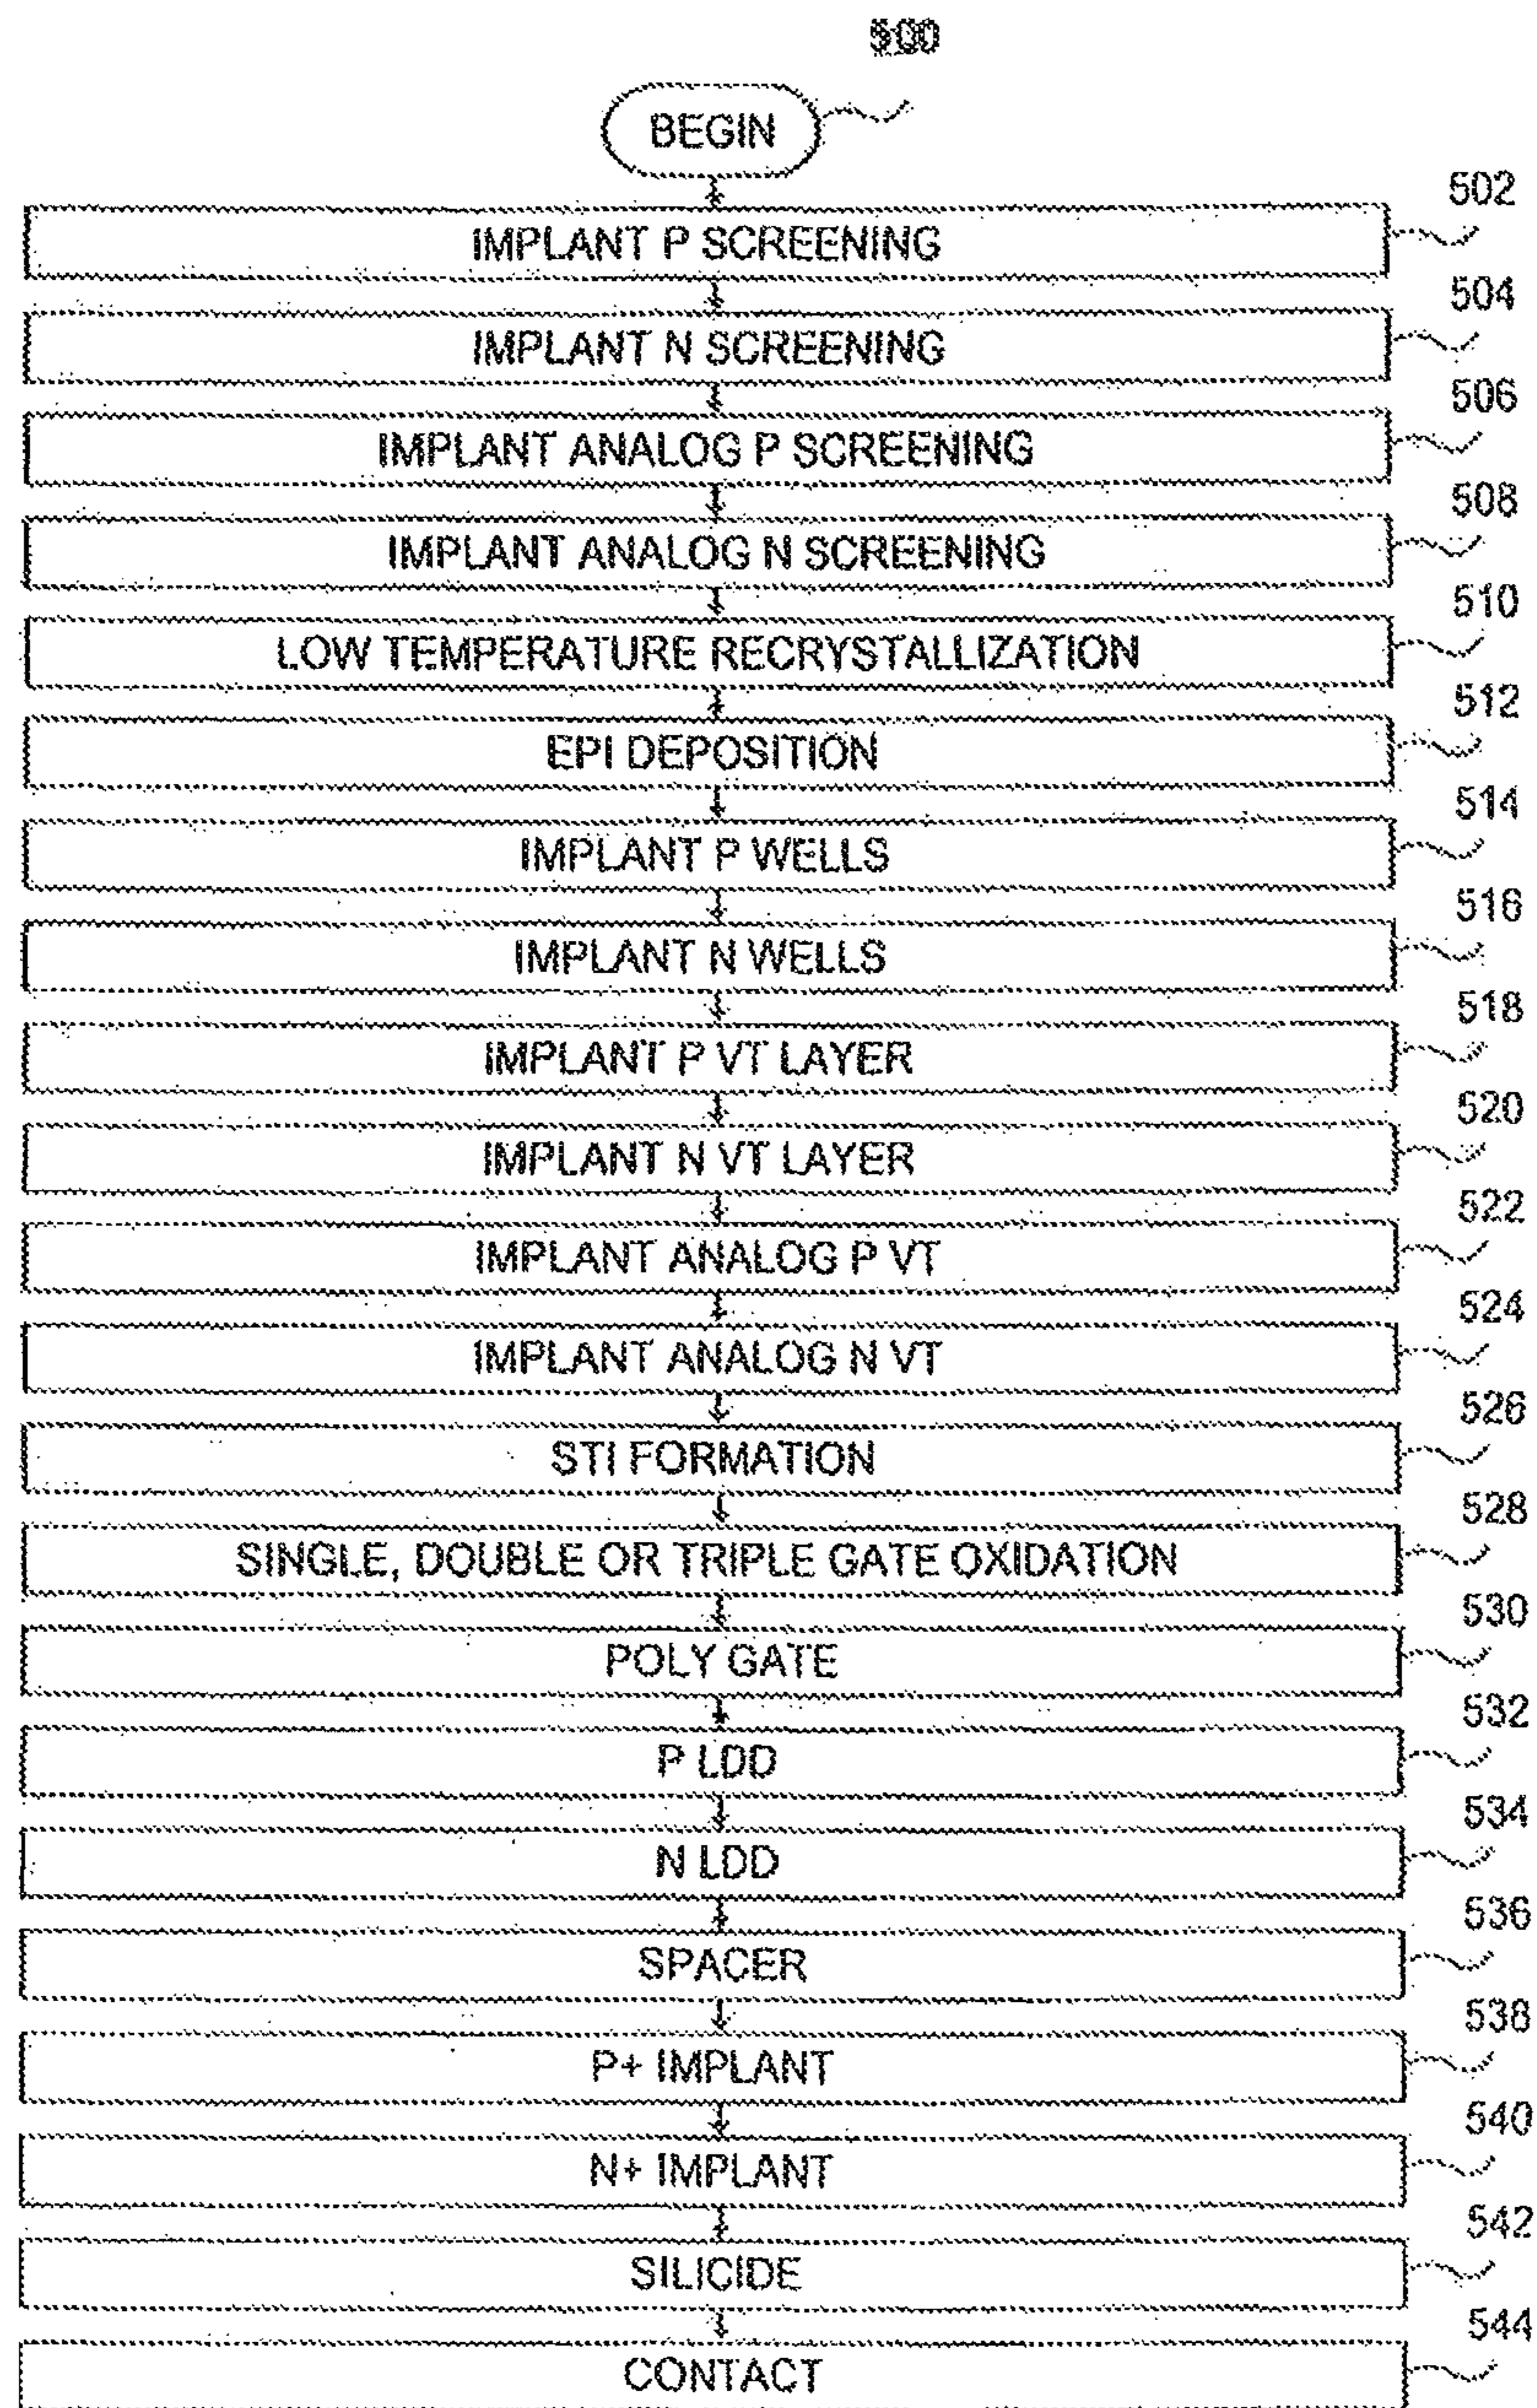 500
BEGIN
502
IMPLANT P SCREENING
504
IMPLANT N SCREENING
506
IMPLANT ANALOG P SCREENING
508
IMPLANT ANALOG N SCREENING
510
LOW TEMPERATURE RECRYSTALLIZATION
512
EPI DEPOSITION
514
IMPLANT P WELLS
516
IMPLANT N WELLS
518
IMPLANT P VT LAYER
520
IMPLANT N VT LAYER
522
IMPLANT ANALOG P VT
524
IMPLANT ANALOG N VT
526
STI FORMATION
528
SINGLE, DOUBLE OR TRIPLE GATE OXIDATION
530
POLY GATE
532
P LDD
534
N LDD
536
SPACER
538
P+ IMPLANT
540
N+ IMPLANT
542
SILICIDE
544
CONTACT